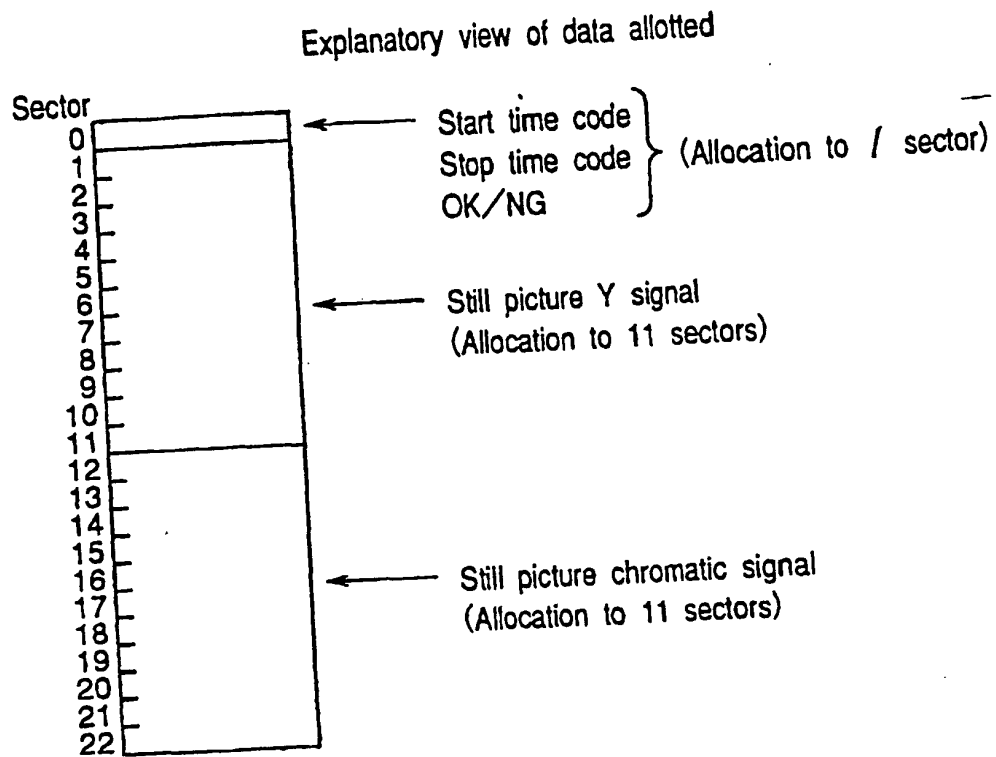 Explanatory view of data allotted
Sector
0
1
2
3
4
5
6
7
8
9
10
11
12
13
14
15
16
17
18
19
20
21
22
Start time code
Stop time code
OK/NG
(Allocation to 1 sector)
Still picture Y signal
(Allocation to 11 sectors)
Still picture chromatic signal
(Allocation to 11 sectors)